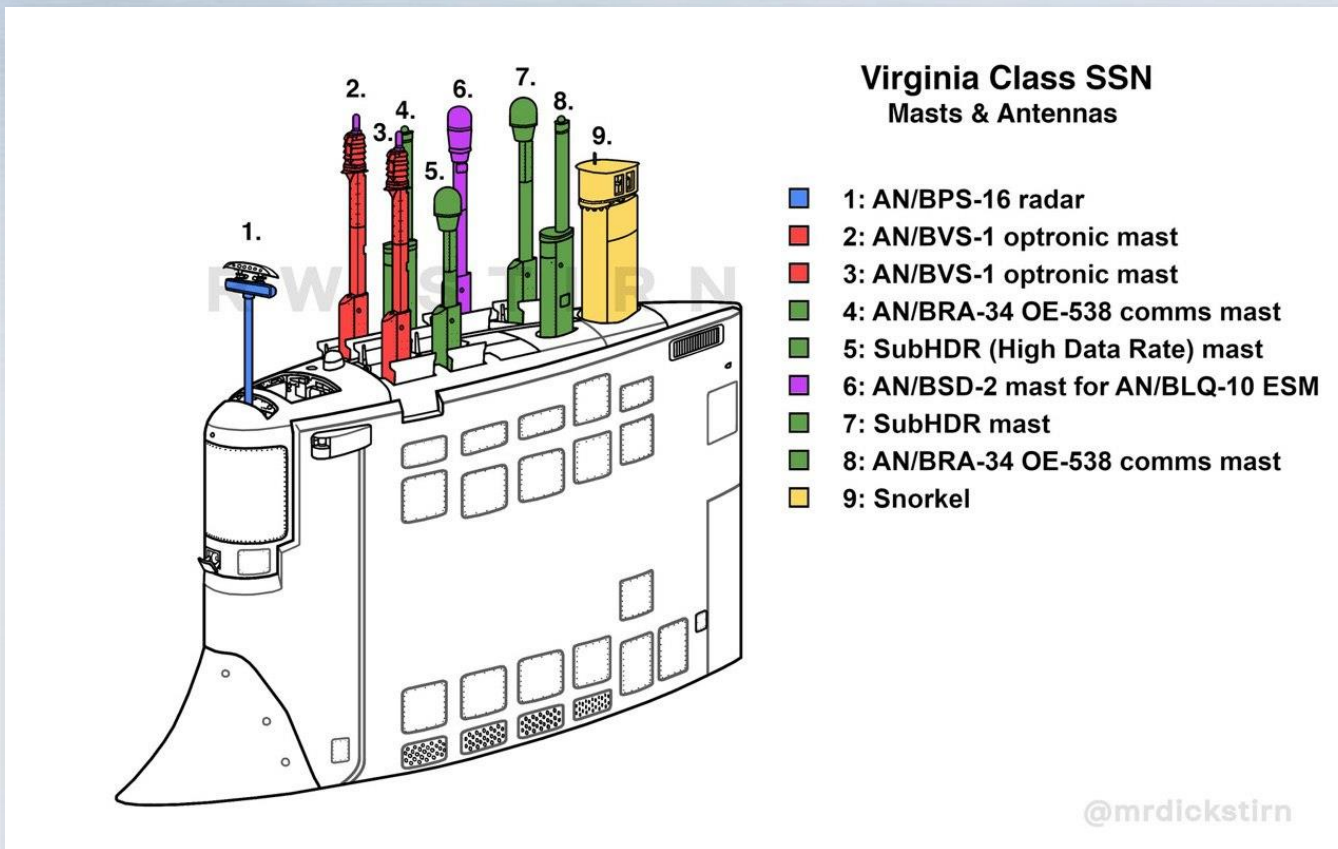 Virginia Class SSN
Masts & Antennas
1.
2.
3.
4.
5.
6.
7.
8.
9.
1: AN/BPS-16 radar
2: AN/BVS-1 optronic mast
3: AN/BVS-1 optronic mast
4: AN/BRA-34 OE-538 comms mast
5: SubHDR (High Data Rate) mast
6: AN/BSD-2 mast for AN/BLQ-10 ESM
7: SubHDR mast
8: AN/BRA-34 OE-538 comms mast
9: Snorkel
@mrdickstirn